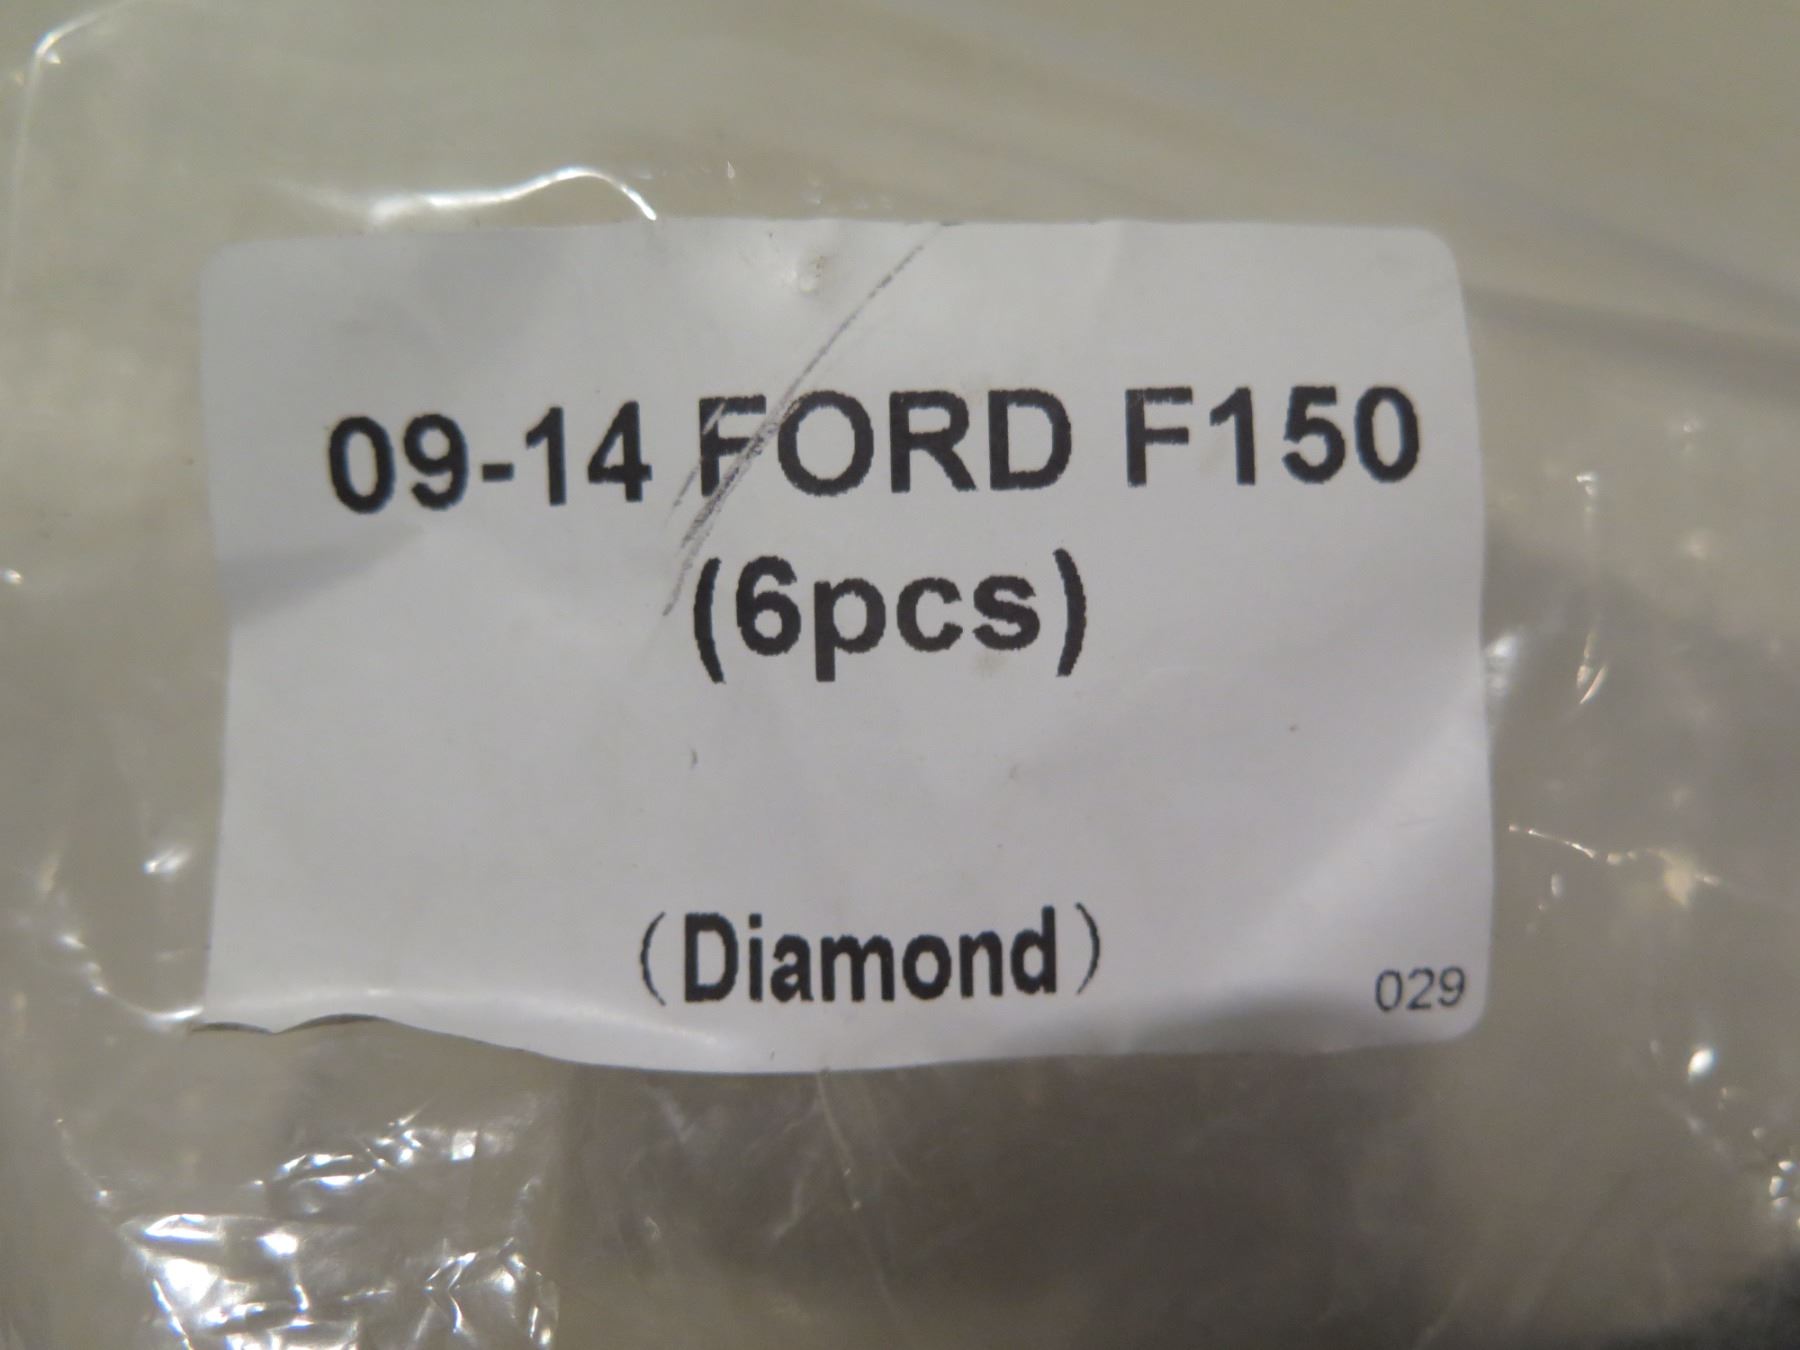 09-14 FORD F150
(6pcs)
（Diamond）
029